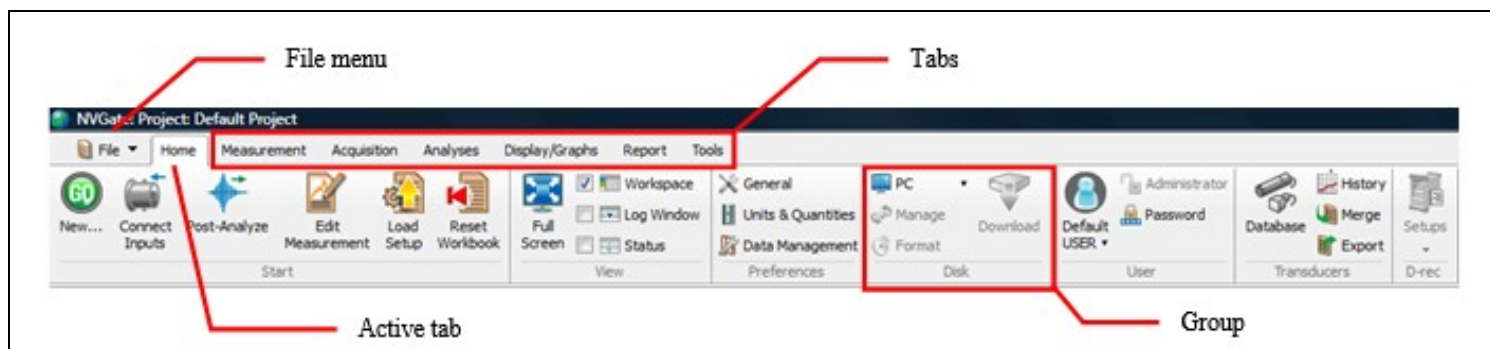 File menu
Tabs
NVGate: Project: Default Project
File Home Measurement Acquisition Analyses Display/Graphs Report Tools
GO
New... Connect Inputs Post-Analyze Edit Measurement Load Setup Reset Workbook
Start
Full Screen Workspace
Log Window
Status
View
General
Units & Quantities
Data Management
Preferences
PC
Manage
Format
Download
Disk
Default USER
Administrator
Password
User
Database
History
Merge
Export
Transducers
Setups
D-rec
Active tab
Group